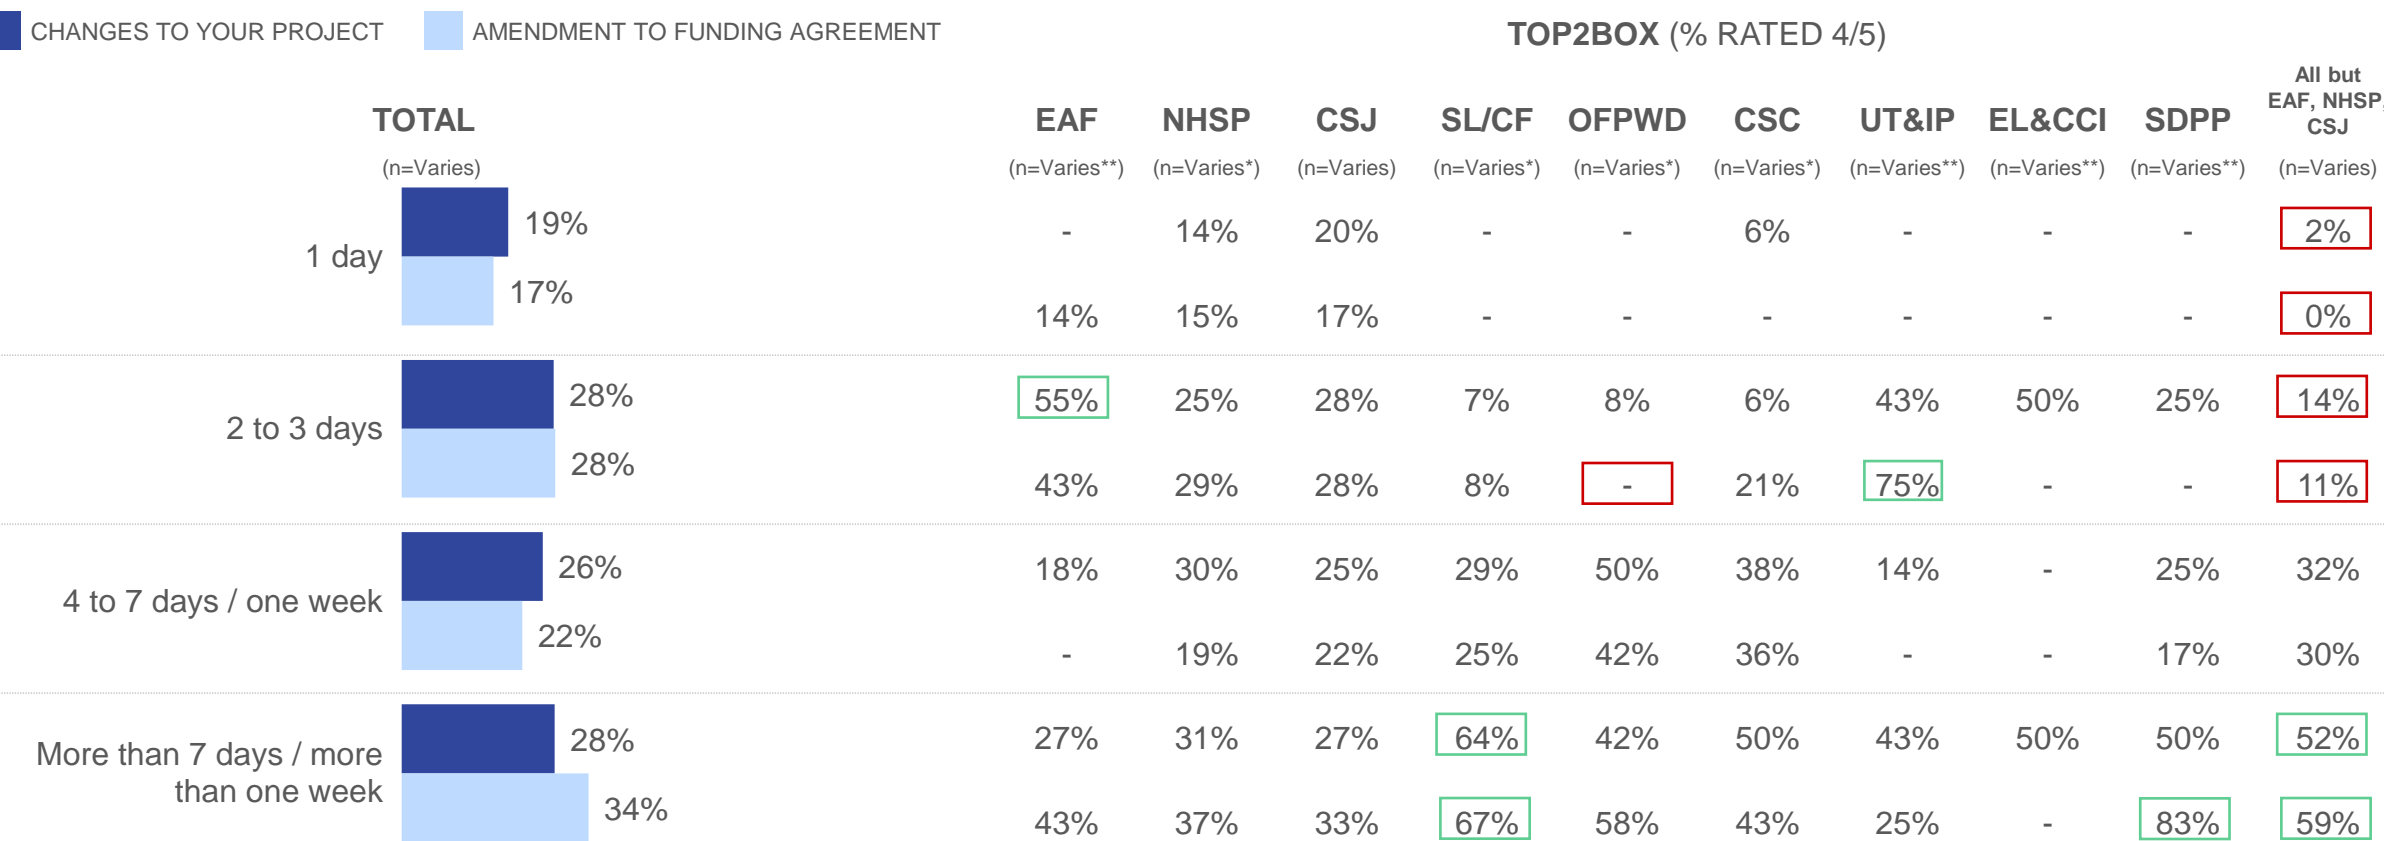 CHANGES TO YOUR PROJECT AMENDMENT TO FUNDING AGREEMENT
TOP2BOX (% RATED 4/5)
TOTAL EAF NHSP CSJ SL/CF OFPWD CSC UT&IP EL&CCI SDPP All but EAF, NHSP, CSJ
(n=Varies) (n=Varies**) (n=Varies*) (n=Varies) (n=Varies*) (n=Varies*) (n=Varies*) (n=Varies**) (n=Varies**) (n=Varies**) (n=Varies)
1 day
19% - 14% 20% - - 6% - - - 2%
17% 14% 15% 17% - - - - - - 0%
2 to 3 days
28% 55% 25% 28% 7% 8% 6% 43% 50% 25% 14%
28% 43% 29% 28% 8% - 21% 75% - - 11%
4 to 7 days / one week
26% 18% 30% 25% 29% 50% 38% 14% - 25% 32%
22% - 19% 22% 25% 42% 36% - - 17% 30%
More than 7 days / more
than one week
28% 27% 31% 27% 64% 42% 50% 43% 50% 50% 52%
34% 43% 37% 33% 67% 58% 43% 25% - 83% 59%